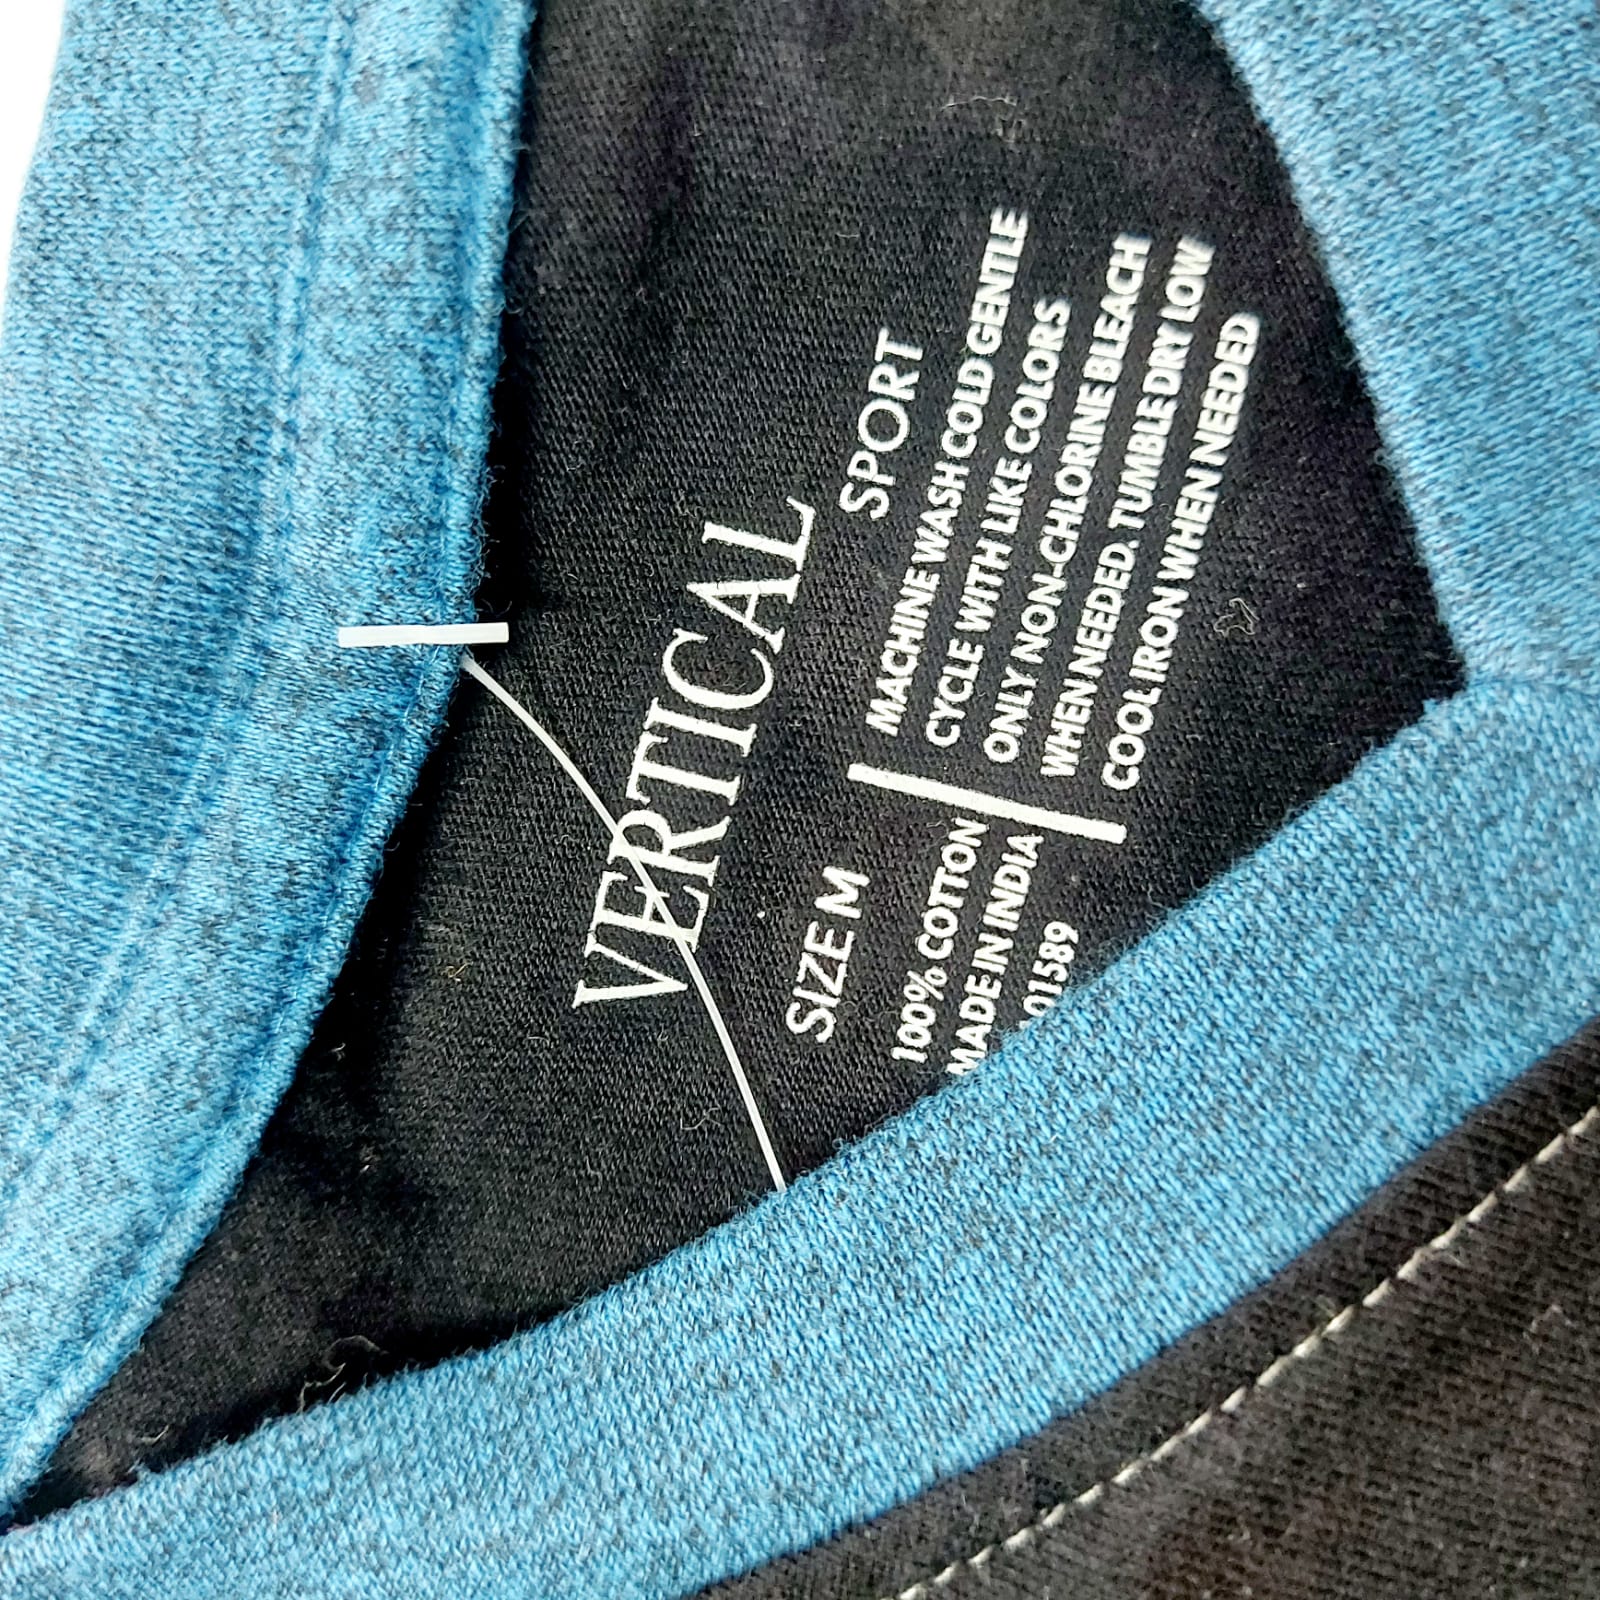 VERTICAL
SPORT
SIZE M
100% COTTON
MADE IN INDIA
01589
MACHINE WASH COLD GENTLE
CYCLE WITH LIKE COLORS
ONLY NON-CHLORINE BLEACH
WHEN NEEDED. TUMBLE DRY LOW
COOL IRON WHEN NEEDED